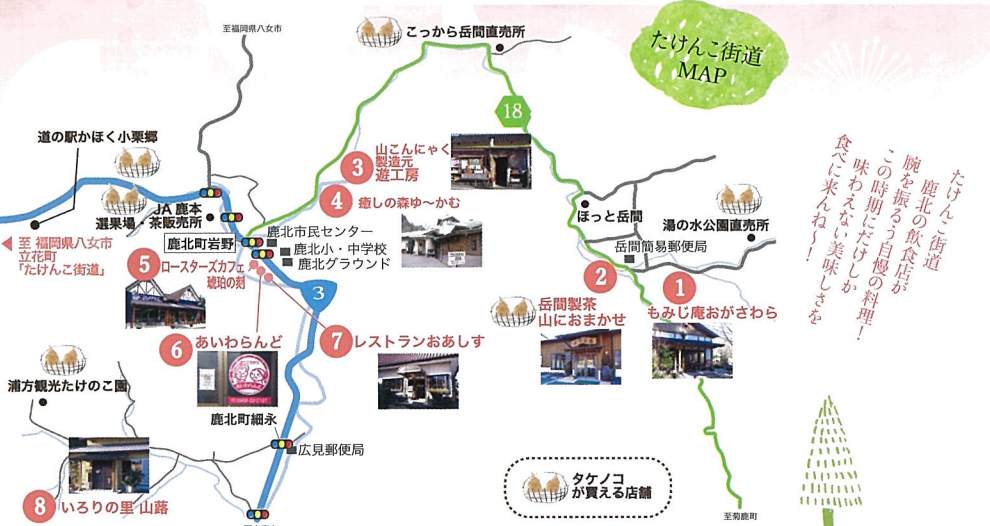 至福岡県八女市
こっから岳間直売所
たけんこ街道
MAP
18
道の駅かほく小栗郷
3
山こんにゃく
製造元
遊工房
4
癒しの森ゆ～かむ
JA 鹿本
選果場・茶販売所
鹿北町岩野
鹿北市民センター
鹿北小・中学校
鹿北グラウンド
至 福岡県八女市
立花町
「たけんこ街道」
5
ロースターズカフェ
琥珀の刻
3
ほっと岳間
湯の水公園直売所
岳間簡易郵便局
2
岳間製茶
山におまかせ
1
もみじ庵おがさわら
たけんこ街道
鹿北の飲食店が
腕を振るう自慢の料理！
この時期にだけしか
味わえない美味しさを
食べに来んね～！
6
あいわらんど
7
レストランおあしす
浦方観光たけのこ園
鹿北町細永
広見郵便局
8
いろりの里 山蕗
タケノコ
が買える店舗
至菊鹿町